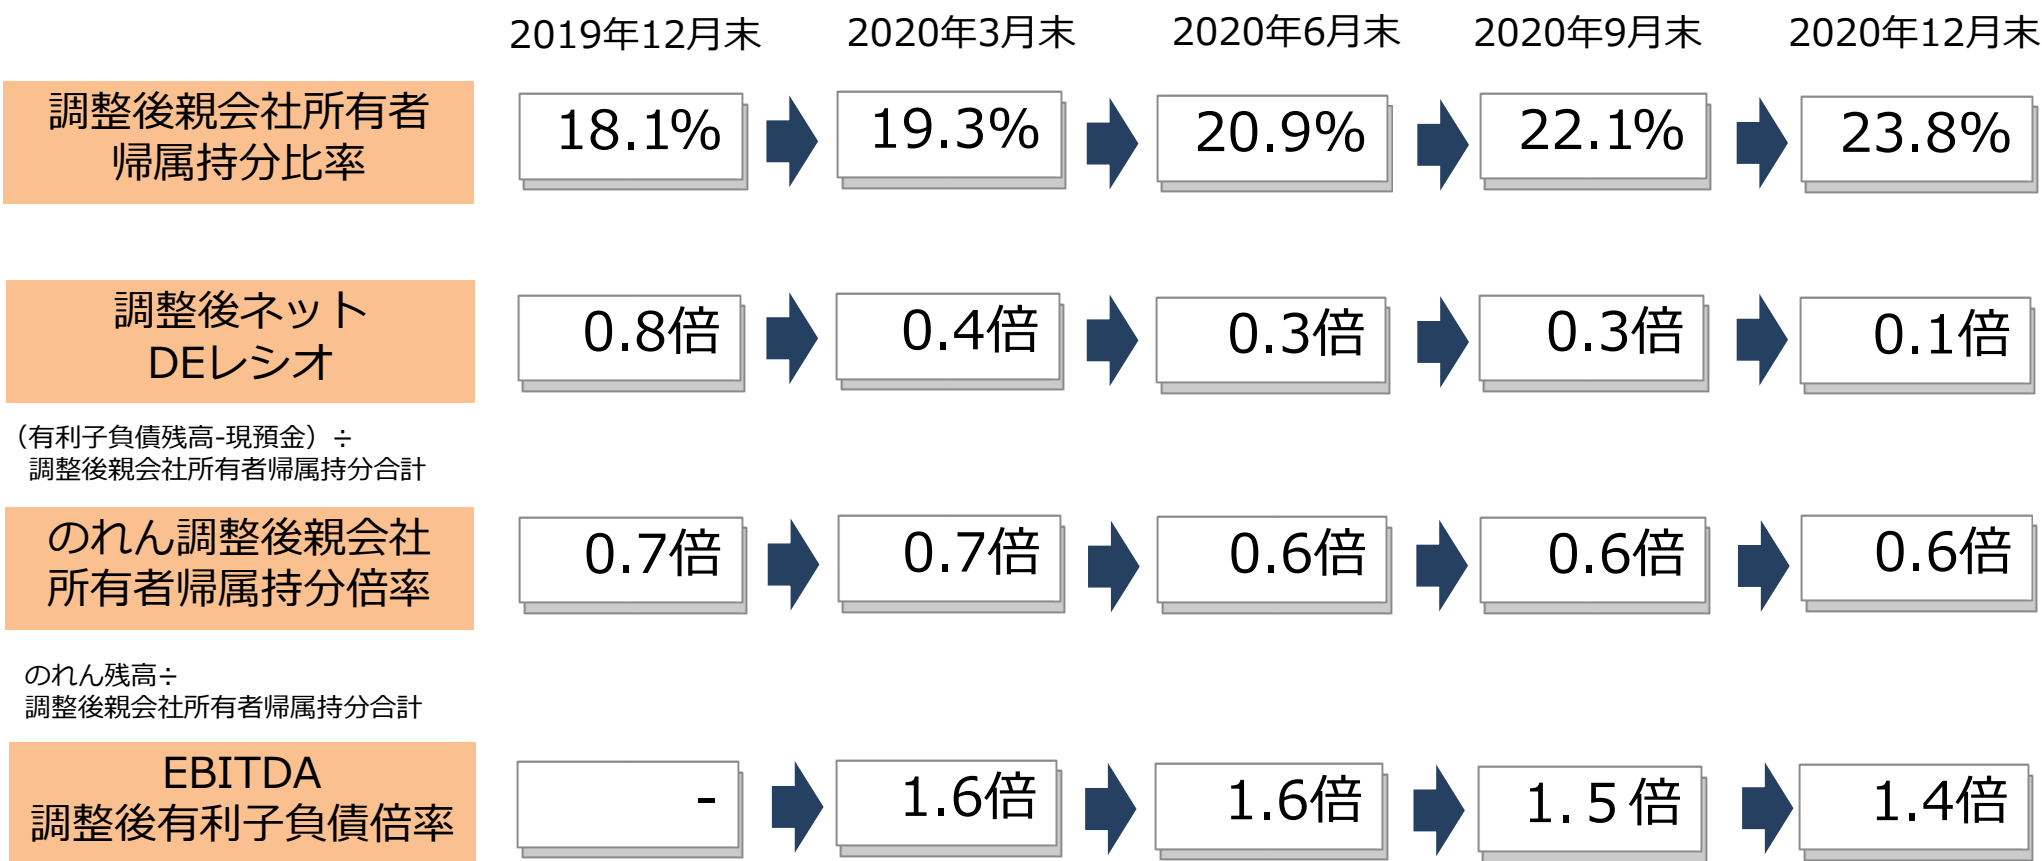 2019年12月末 2020年3月末 2020年6月末 2020年9月末 2020年12月末
調整後親会社所有者
帰属持分比率
18.1% 19.3% 20.9% 22.1% 23.8%
調整後ネット
DEレシオ
0.8倍 0.4倍 0.3倍 0.3倍 0.1倍
（有利子負債残高-現預金）÷
調整後親会社所有者帰属持分合計
のれん調整後親会社
所有者帰属持分倍率
0.7倍 0.7倍 0.6倍 0.6倍 0.6倍
のれん残高÷
調整後親会社所有者帰属持分合計
EBITDA
調整後有利子負債倍率
- 1.6倍 1.6倍 1.５倍 1.4倍